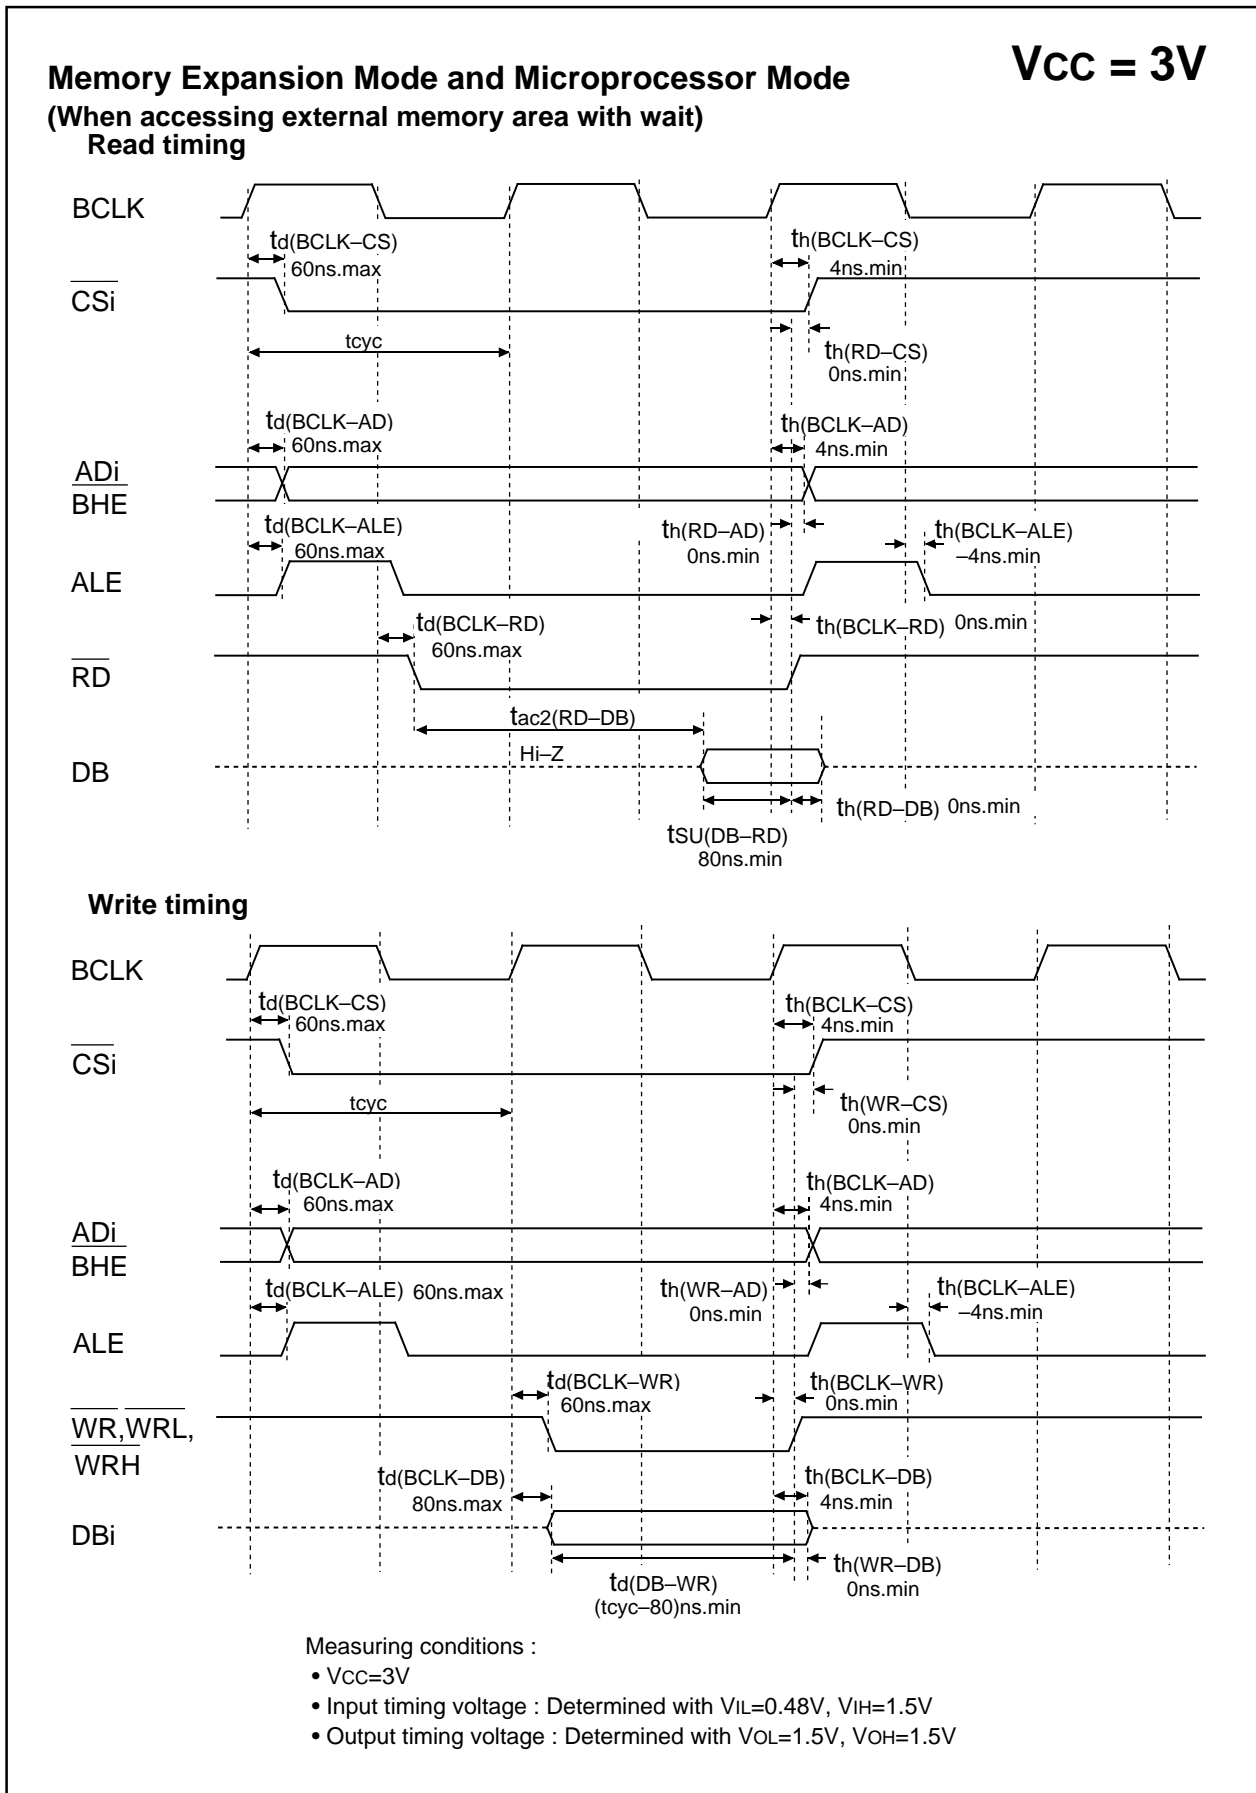 VCC = 3V
Memory Expansion Mode and Microprocessor Mode
(When accessing external memory area with wait)
Read timing
BCLK
td(BCLK–CS)
60ns.max
th(BCLK–CS)
4ns.min
CSi
tcyc
th(RD–CS)
0ns.min
td(BCLK–AD)
60ns.max
th(BCLK–AD)
4ns.min
ADi
BHE
td(BCLK–ALE)
60ns.max
th(RD–AD)
0ns.min
th(BCLK–ALE)
–4ns.min
ALE
td(BCLK–RD)
60ns.max
th(BCLK–RD) 0ns.min
RD
tac2(RD–DB)
Hi–Z
DB
th(RD–DB) 0ns.min
tSU(DB–RD)
80ns.min
Write timing
BCLK
td(BCLK–CS)
60ns.max
th(BCLK–CS)
4ns.min
CSi
tcyc
th(WR–CS)
0ns.min
td(BCLK–AD)
60ns.max
th(BCLK–AD)
4ns.min
ADi
BHE
td(BCLK–ALE) 60ns.max
th(WR–AD)
0ns.min
th(BCLK–ALE)
–4ns.min
ALE
td(BCLK–WR)
60ns.max
th(BCLK–WR)
0ns.min
WR,WRL,
WRH
td(BCLK–DB)
80ns.max
th(BCLK–DB)
4ns.min
DBi
td(DB–WR)
(tcyc–80)ns.min
th(WR–DB)
0ns.min
Measuring conditions :
• VCC=3V
• Input timing voltage : Determined with VIL=0.48V, VIH=1.5V
• Output timing voltage : Determined with VOL=1.5V, VOH=1.5V